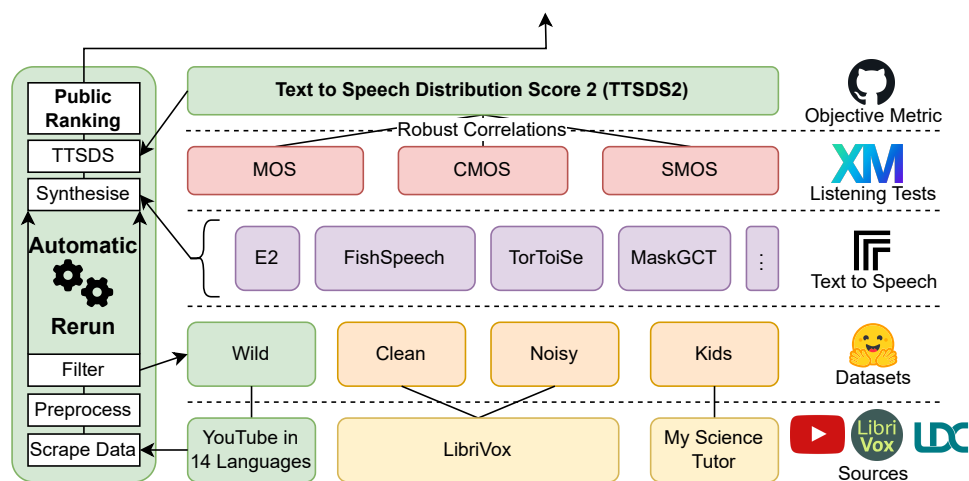 Public
Ranking
TTSDS
Synthesise
Automatic
Rerun
Filter
Preprocess
Scrape Data
Text to Speech Distribution Score 2 (TTSDS2)
Objective Metric
Robust Correlations
MOS
CMOS
SMOS
XM
Listening Tests
E2
FishSpeech
TorToiSe
MaskGCT
⋮
Text to Speech
Wild
Clean
Noisy
Kids
Datasets
YouTube in
14 Languages
LibriVox
My Science
Tutor
Libri
Vox
LDC
Sources